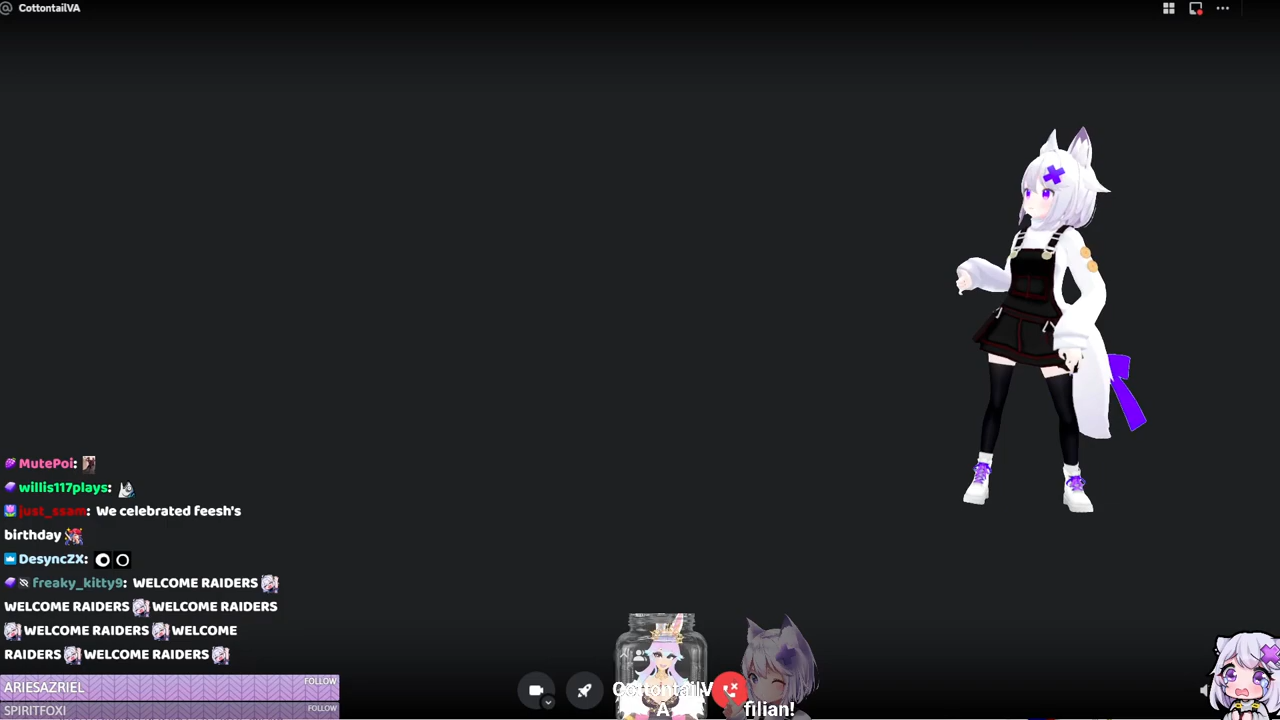 CottontailVA
MutePoi:
willis117plays:
just_ssam: We celebrated feesh's
birthday
DesyncZX:
freaky_kitty9: WELCOME RAIDERS
WELCOME RAIDERS WELCOME RAIDERS
WELCOME RAIDERS WELCOME
RAIDERS WELCOME RAIDERS
ARIESAZRIEL FOLLOW
SPIRITFOXI FOLLOW
CottontailV
A
filian!